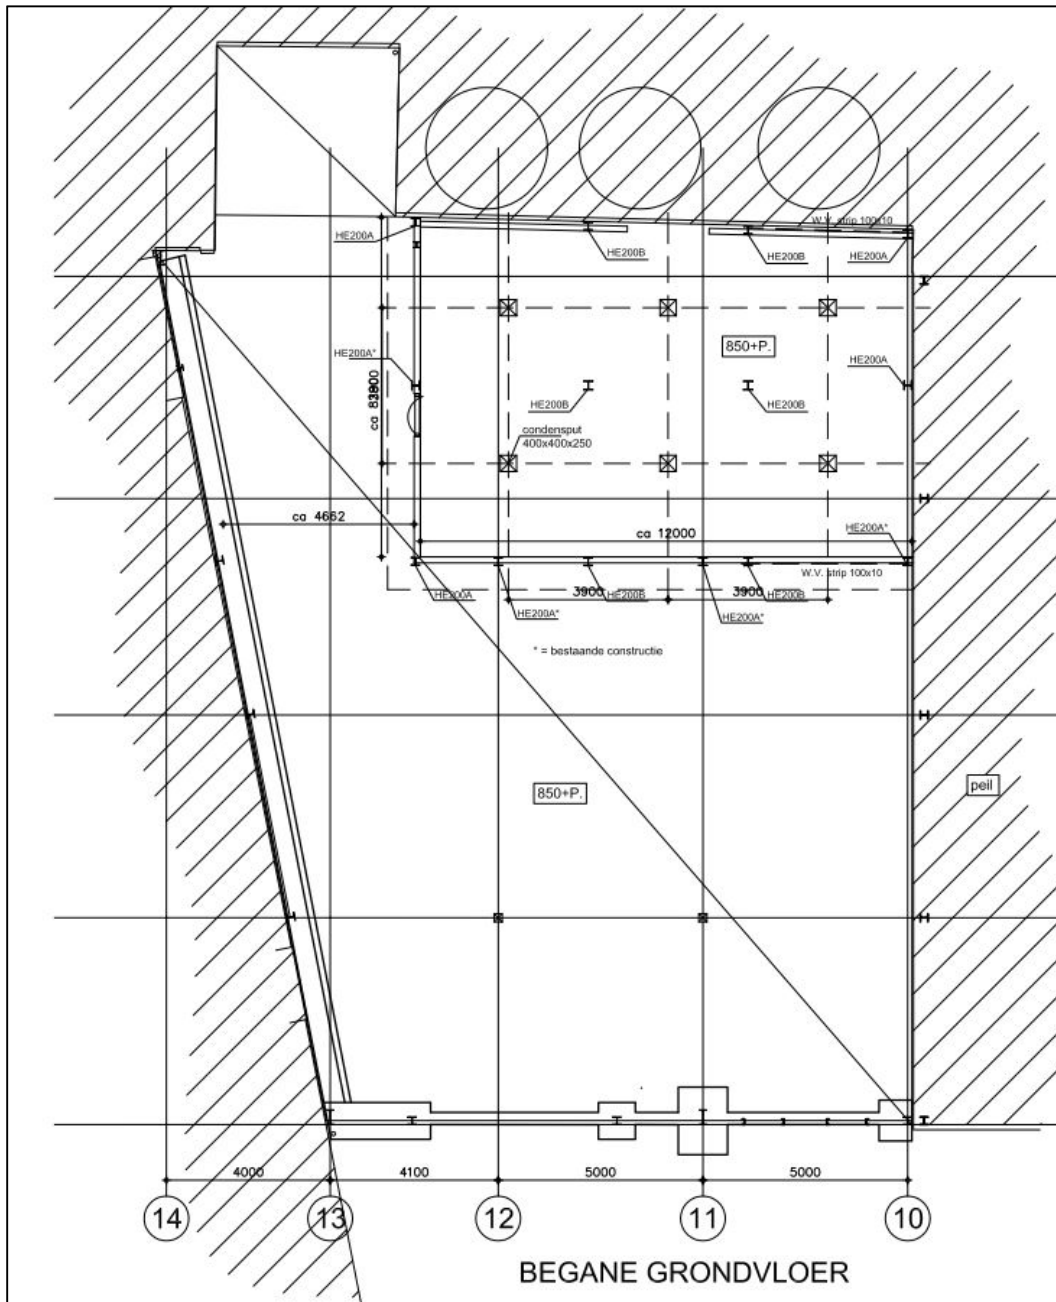 W.V. strip 100x10
HE200A
HE200B
HE200B
HE200A
850+P.
HE200A*
HE200A
HE200B
HE200B
condensput
400x400x250
ca 4662
HE200A*
ca 12000
W.V. strip 100x10
3900
3900
HE200A
HE200B
HE200B
HE200A*
HE200A*
* = bestaande constructie
850+P.
peil
4000
4100
5000
5000
14
13
12
11
10
BEGANE GRONDVLOER